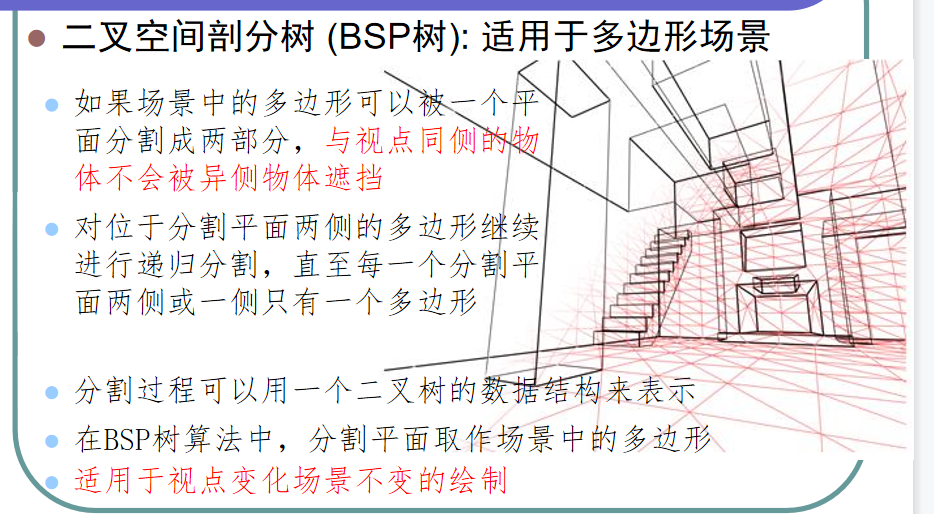 二叉空间剖分树 (BSP树): 适用于多边形场景
如果场景中的多边形可以被一个平
面分割成两部分，与视点同侧的物
体不会被异侧物体遮挡
对位于分割平面两侧的多边形继续
进行递归分割，直至每一个分割平
面两侧或一侧只有一个多边形
分割过程可以用一个二叉树的数据结构来表示
在BSP树算法中，分割平面取作场景中的多边形
适用于视点变化场景不变的绘制